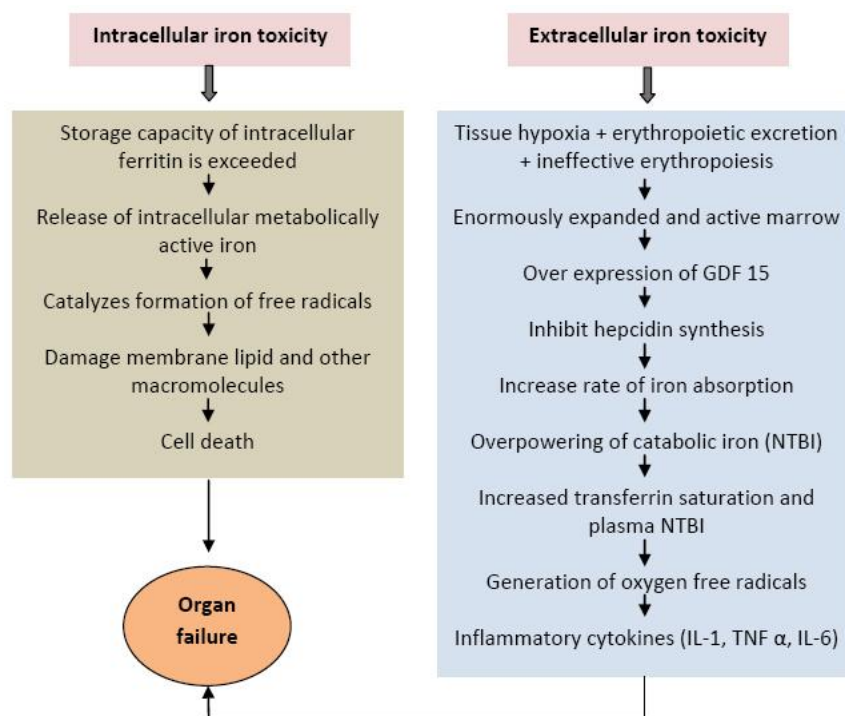 Intracellular iron toxicity
Storage capacity of intracellular
ferritin is exceeded
Release of intracellular metabolically
active iron
Catalyzes formation of free radicals
Damage membrane lipid and other
macromolecules
Cell death
Organ
failure
Extracellular iron toxicity
Tissue hypoxia + erythropoietic excretion
+ ineffective erythropoiesis
Enormously expanded and active marrow
Over expression of GDF 15
Inhibit hepcidin synthesis
Increase rate of iron absorption
Overpowering of catabolic iron (NTBI)
Increased transferrin saturation and
plasma NTBI
Generation of oxygen free radicals
Inflammatory cytokines (IL-1, TNF α, IL-6)